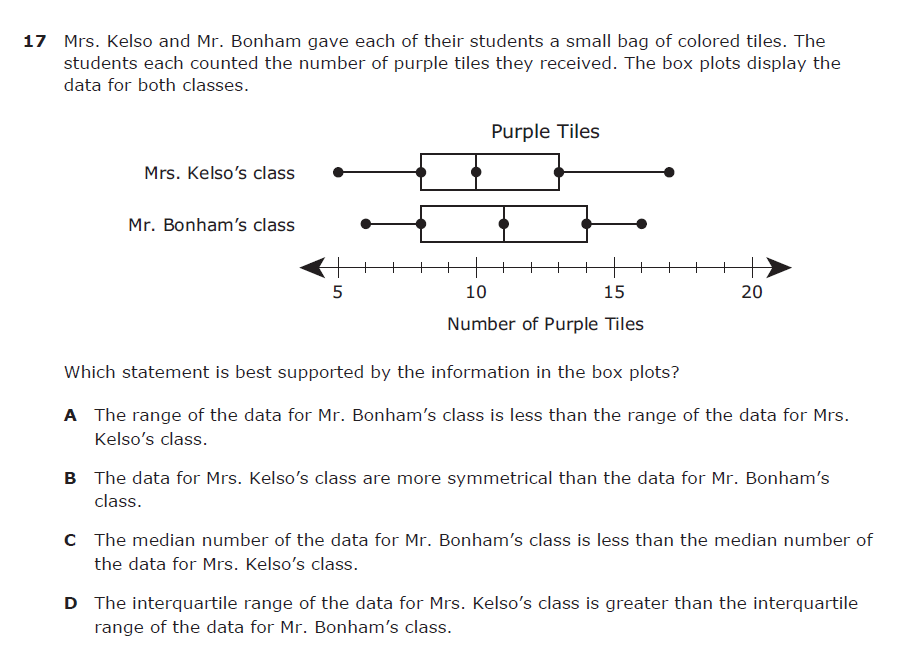 17 Mrs. Kelso and Mr. Bonham gave each of their students a small bag of colored tiles. The
students each counted the number of purple tiles they received. The box plots display the
data for both classes.
Purple Tiles
Mrs. Kelso’s class
Mr. Bonham’s class
5 10 15 20
Number of Purple Tiles
Which statement is best supported by the information in the box plots?
A The range of the data for Mr. Bonham’s class is less than the range of the data for Mrs.
Kelso’s class.
B The data for Mrs. Kelso’s class are more symmetrical than the data for Mr. Bonham’s
class.
C The median number of the data for Mr. Bonham’s class is less than the median number of
the data for Mrs. Kelso’s class.
D The interquartile range of the data for Mrs. Kelso’s class is greater than the interquartile
range of the data for Mr. Bonham’s class.